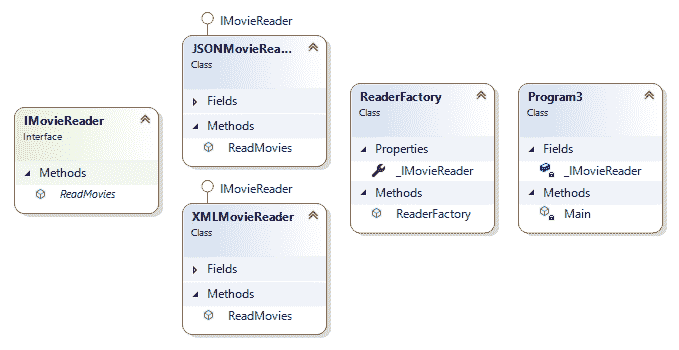 IMovieReader
Interface
Methods
ReadMovies
IMovieReader
JSONMovieRea...
Class
Fields
Methods
ReadMovies
IMovieReader
XMLMovieReader
Class
Fields
Methods
ReadMovies
ReaderFactory
Class
Properties
_IMovieReader
Methods
ReaderFactory
Program3
Class
Fields
_IMovieReader
Methods
Main